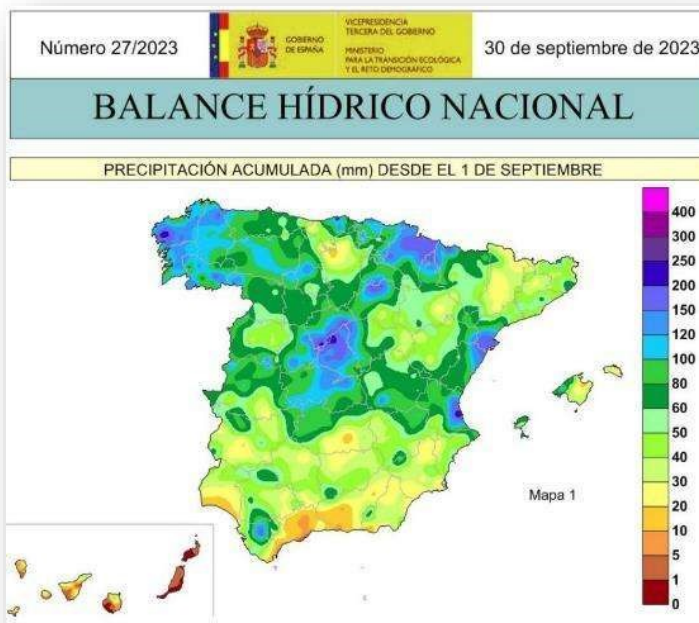 Número 27/2023
GOBIERNO
DE ESPAÑA
VICEPRESIDENCIA
TERCERA DEL GOBIERNO
MINISTERIO
PARA LA TRANSICIÓN ECOLÓGICA
Y EL RETO DEMOGRÁFICO
30 de septiembre de 2023
BALANCE HÍDRICO NACIONAL
PRECIPITACIÓN ACUMULADA (mm) DESDE EL 1 DE SEPTIEMBRE
400
300
250
200
150
120
100
80
60
50
40
30
20
10
5
1
0
Mapa 1